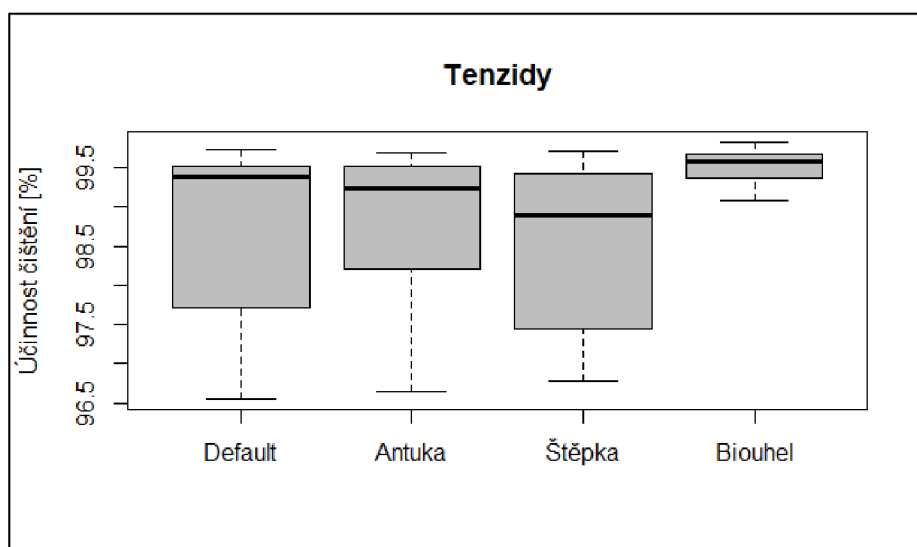 Tenzidy
Účinnost čištění [%]
99.5
98.5
97.5
96.5
Default Antuka Štěpka Biouhel